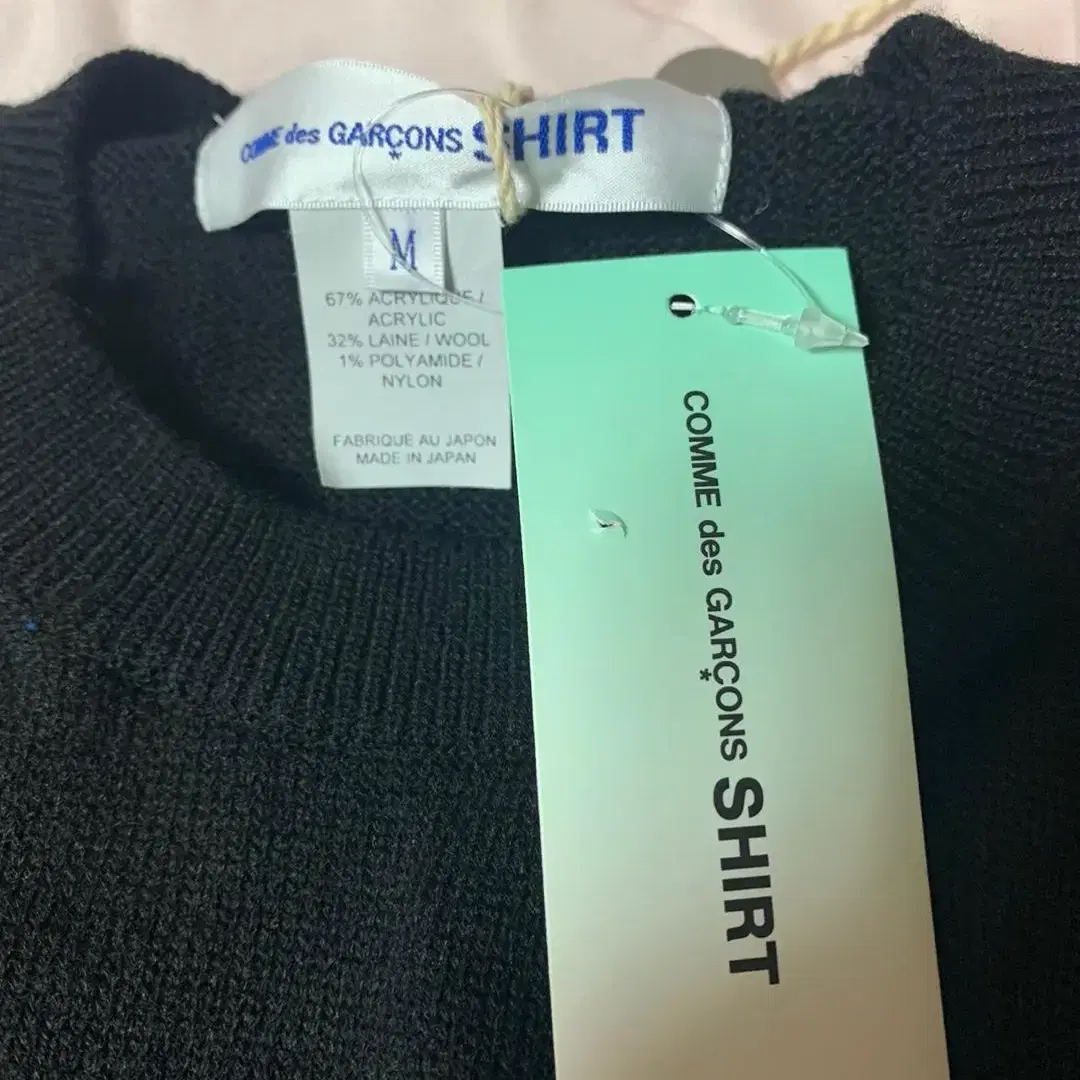 COMME des GARÇONS SHIRT
*
M
67% ACRYLIQUE /
ACRYLIC
32% LAINE / WOOL
1% POLYAMIDE /
NYLON
FABRIQUÉ AU JAPON
MADE IN JAPAN
COMME des GARÇONS SHIRT
*